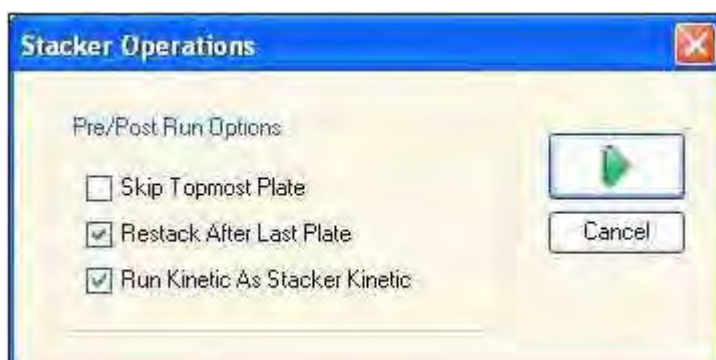 Stacker Operations
Pre/Post Run Options
Skip Topmost Plate
Restack After Last Plate
Cancel
Run Kinetic As Stacker Kinetic